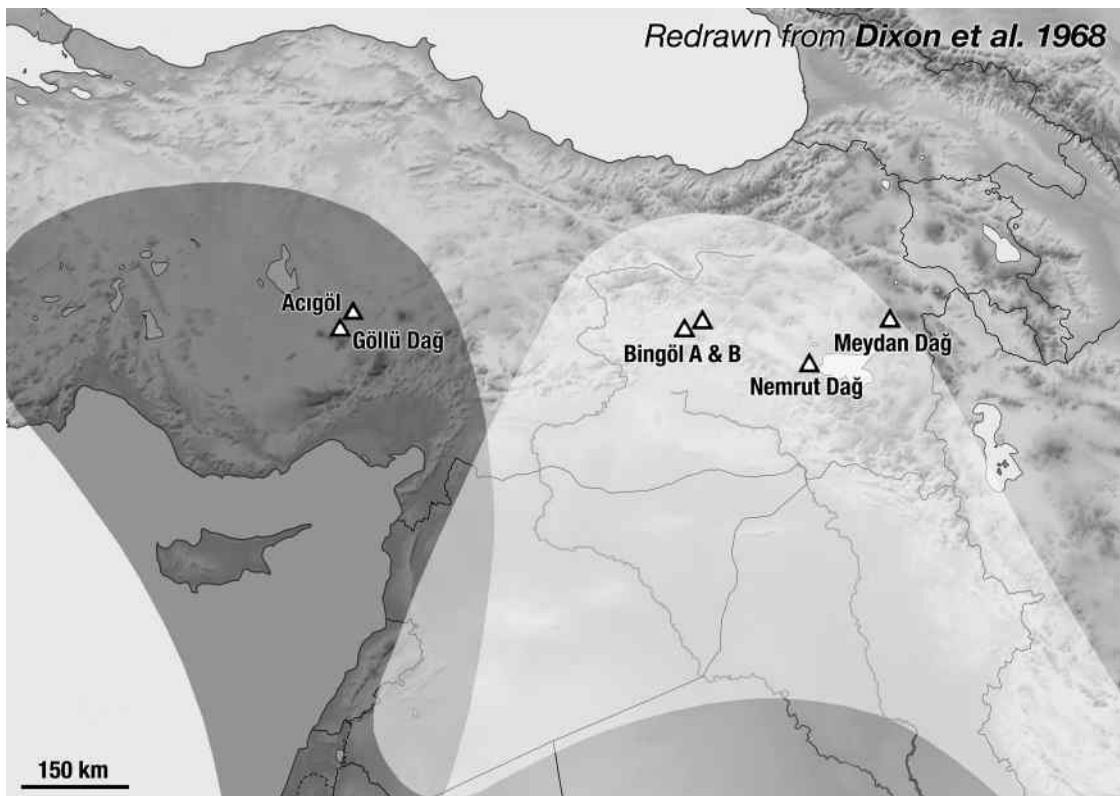 Redrawn from Dixon et al. 1968
Acıgöl
Göllü Dağ
Bingöl A & B
Meydan Dağ
Nemrut Dağ
150 km